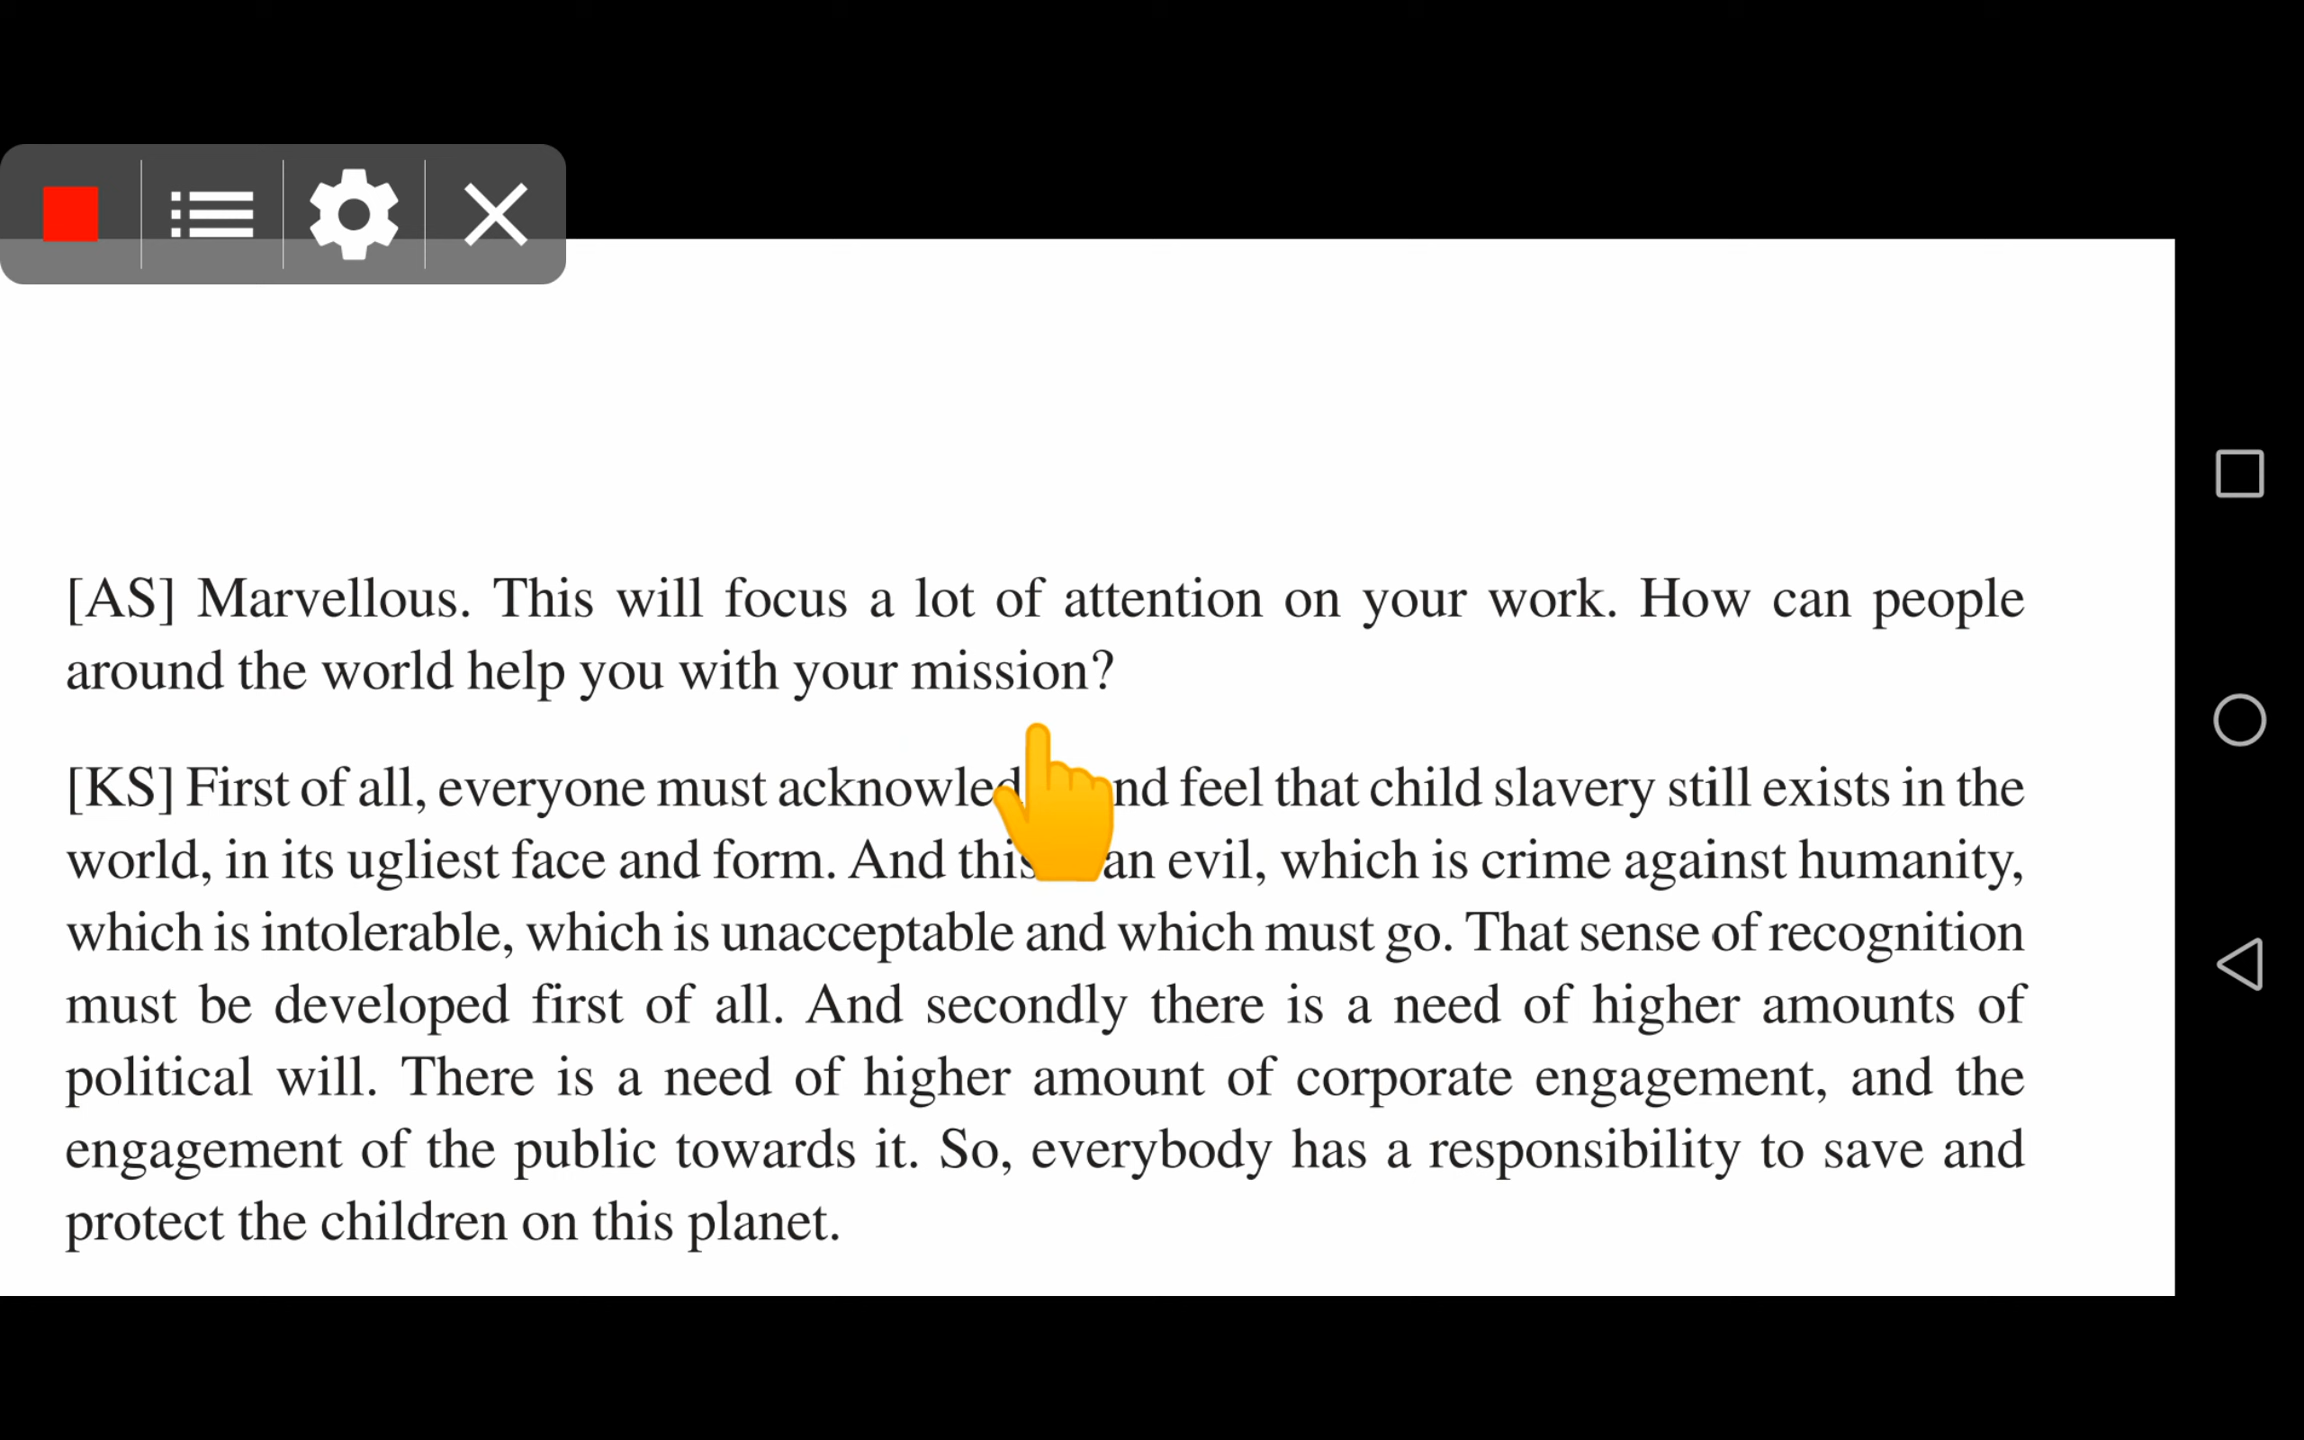 [AS] Marvellous. This will focus a lot of attention on your work. How can people
around the world help you with your mission?
[KS] First of all, everyone must acknowled nd feel that child slavery still exists in the
world, in its ugliest face and form. And this an evil, which is crime against humanity,
which is intolerable, which is unacceptable and which must go. That sense of recognition
must be developed first of all. And secondly there is a need of higher amounts of
political will. There is a need of higher amount of corporate engagement, and the
engagement of the public towards it. So, everybody has a responsibility to save and
protect the children on this planet.